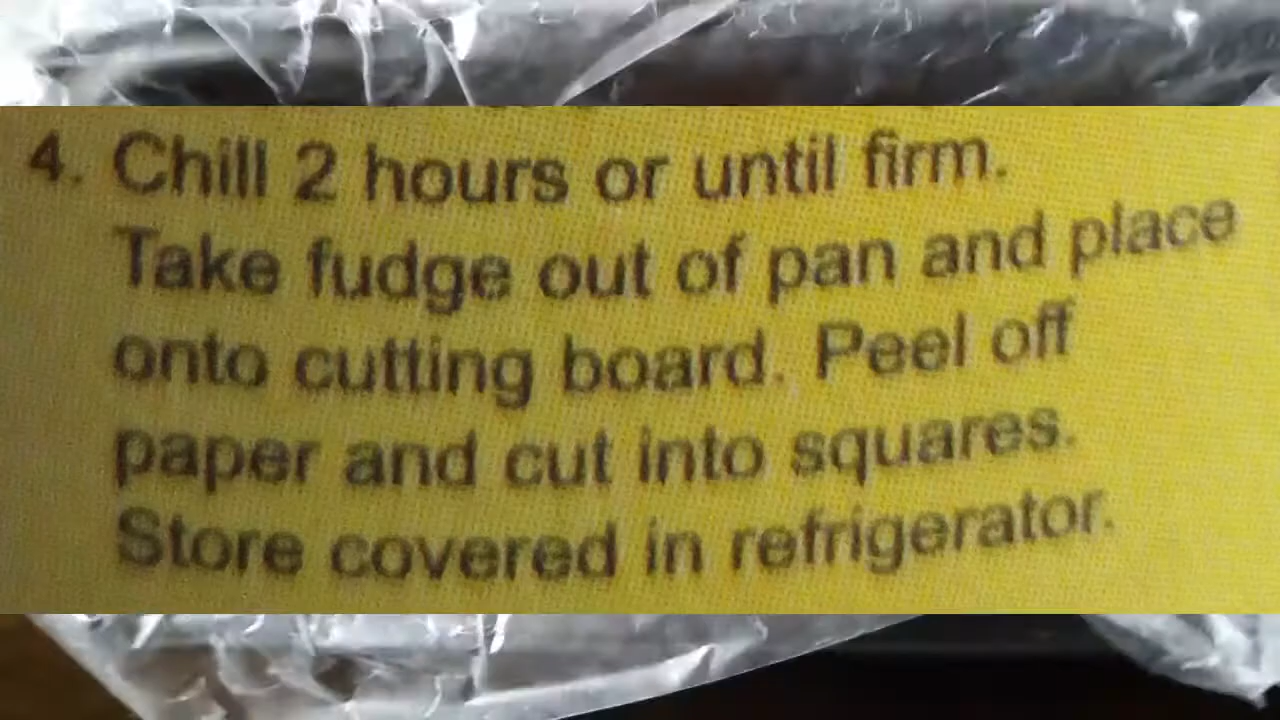 4. Chill 2 hours or until firm.
Take fudge out of pan and place
onto cutting board. Peel off
paper and cut into squares.
Store covered in refrigerator.